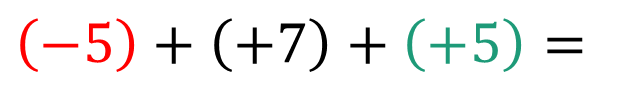 (−5) + (+7) + (+5) =